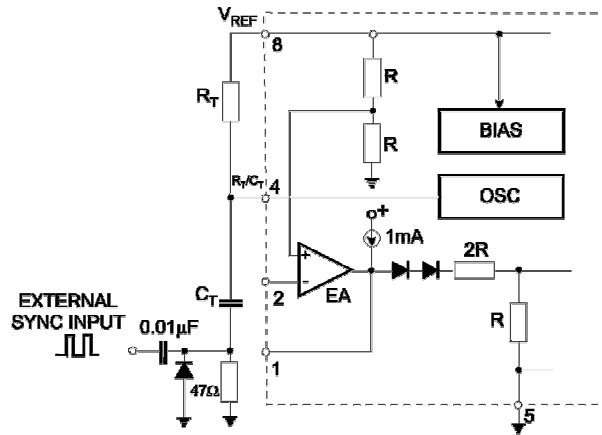 VREF
8
RT
R
R
BIAS
RT/CT
4
OSC
+
1mA
+
-
EA
2R
2
CT
EXTERNAL
SYNC INPUT
0.01μF
R
1
47Ω
5